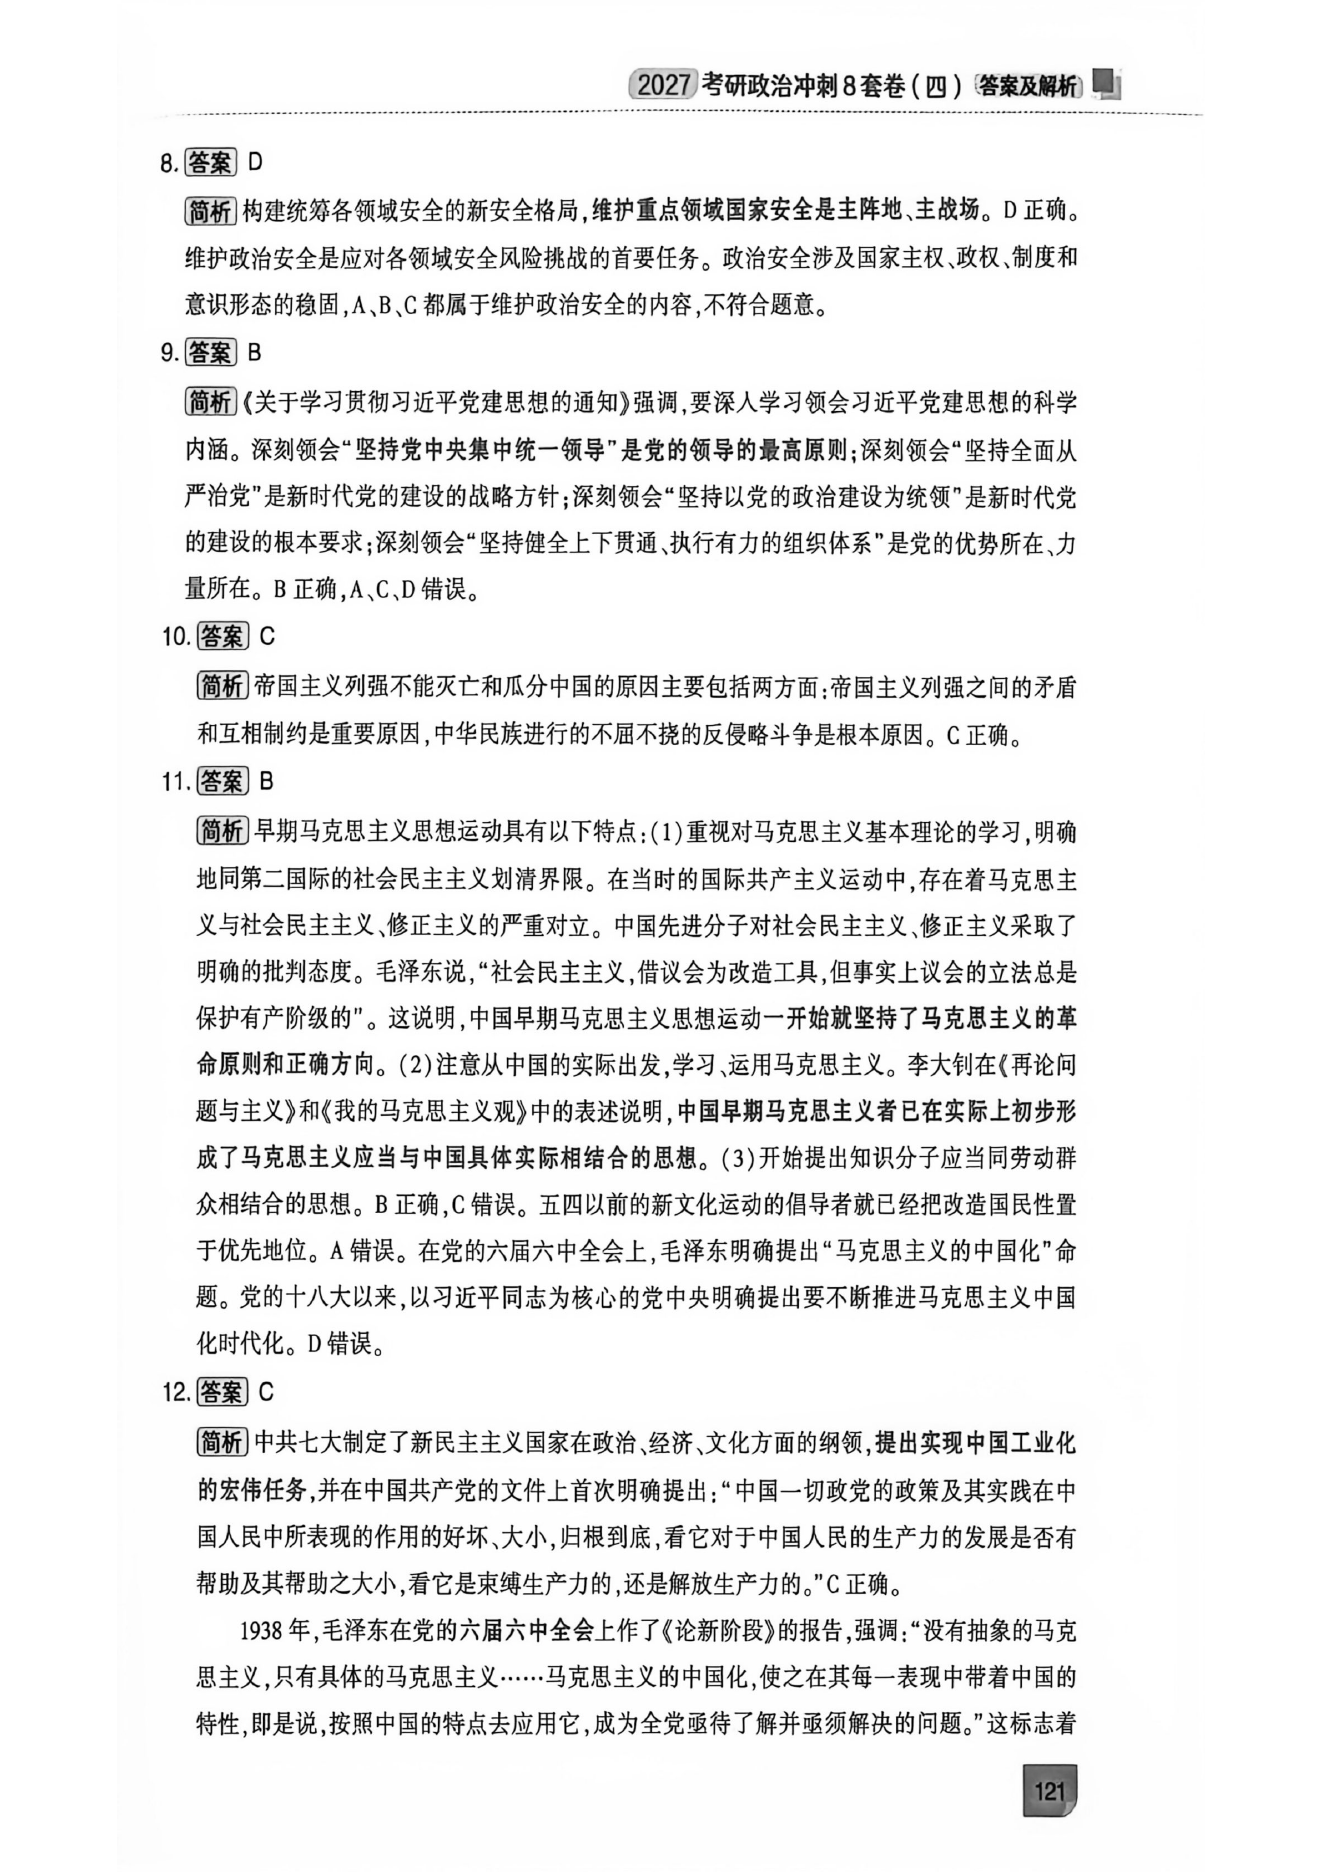 2027 考研政治冲刺8套卷(四) 答案及解析
8. 答案 D
简析 构建统筹各领域安全的新安全格局,维护重点领域国家安全是主阵地、主战场。D 正确。
维护政治安全是应对各领域安全风险挑战的首要任务。政治安全涉及国家主权、政权、制度和
意识形态的稳固,A、B、C 都属于维护政治安全的内容,不符合题意。
9. 答案 B
简析 《关于学习贯彻习近平党建思想的通知》强调,要深入学习领会习近平党建思想的科学
内涵。深刻领会“坚持党中央集中统一领导”是党的领导的最高原则;深刻领会“坚持全面从
严治党”是新时代党的建设的战略方针;深刻领会“坚持以党的政治建设为统领”是新时代党
的建设的根本要求;深刻领会“坚持健全上下贯通、执行有力的组织体系”是党的优势所在、力
量所在。B 正确,A、C、D 错误。
10. 答案 C
简析 帝国主义列强不能灭亡和瓜分中国的原因主要包括两方面:帝国主义列强之间的矛盾
和互相制约是重要原因,中华民族进行的不屈不挠的反侵略斗争是根本原因。C 正确。
11. 答案 B
简析 早期马克思主义思想运动具有以下特点:(1)重视对马克思主义基本理论的学习,明确
地同第二国际的社会民主主义划清界限。在当时的国际共产主义运动中,存在着马克思主
义与社会民主主义、修正主义的严重对立。中国先进分子对社会民主主义、修正主义采取了
明确的批判态度。毛泽东说,“社会民主主义,借议会为改造工具,但事实上议会的立法总是
保护有产阶级的”。这说明,中国早期马克思主义思想运动一开始就坚持了马克思主义的革
命原则和正确方向。(2)注意从中国的实际出发,学习、运用马克思主义。李大钊在《再论问
题与主义》和《我的马克思主义观》中的表述说明,中国早期马克思主义者已在实际上初步形
成了马克思主义应当与中国具体实际相结合的思想。(3)开始提出知识分子应当同劳动群
众相结合的思想。B 正确,C 错误。五四以前的新文化运动的倡导者就已经把改造国民性置
于优先地位。A 错误。在党的六届六中全会上,毛泽东明确提出“马克思主义的中国化”命
题。党的十八大以来,以习近平同志为核心的党中央明确提出要不断推进马克思主义中国
化时代化。D 错误。
12. 答案 C
简析 中共七大制定了新民主主义国家在政治、经济、文化方面的纲领,提出实现中国工业化
的宏伟任务,并在中国共产党的文件上首次明确提出:“中国一切政党的政策及其实践在中
国人民中所表现的作用的好坏、大小,归根到底,看它对于中国人民的生产力的发展是否有
帮助及其帮助之大小,看它是束缚生产力的,还是解放生产力的。”C 正确。
1938 年,毛泽东在党的六届六中全会上作了《论新阶段》的报告,强调:“没有抽象的马克
思主义,只有具体的马克思主义……马克思主义的中国化,使之在其每一表现中带着中国的
特性,即是说,按照中国的特点去应用它,成为全党亟待了解并亟须解决的问题。”这标志着
121